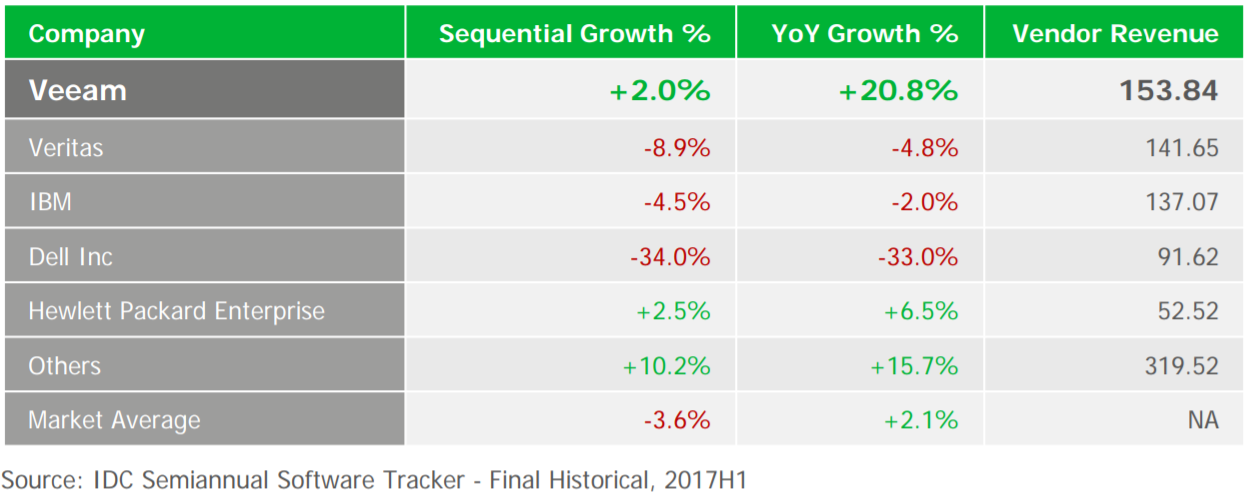 Company Sequential Growth % YoY Growth % Vendor Revenue
Veeam +2.0% +20.8% 153.84
Veritas -8.9% -4.8% 141.65
IBM -4.5% -2.0% 137.07
Dell Inc -34.0% -33.0% 91.62
Hewlett Packard Enterprise +2.5% +6.5% 52.52
Others +10.2% +15.7% 319.52
Market Average -3.6% +2.1% NA
Source: IDC Semiannual Software Tracker - Final Historical, 2017H1